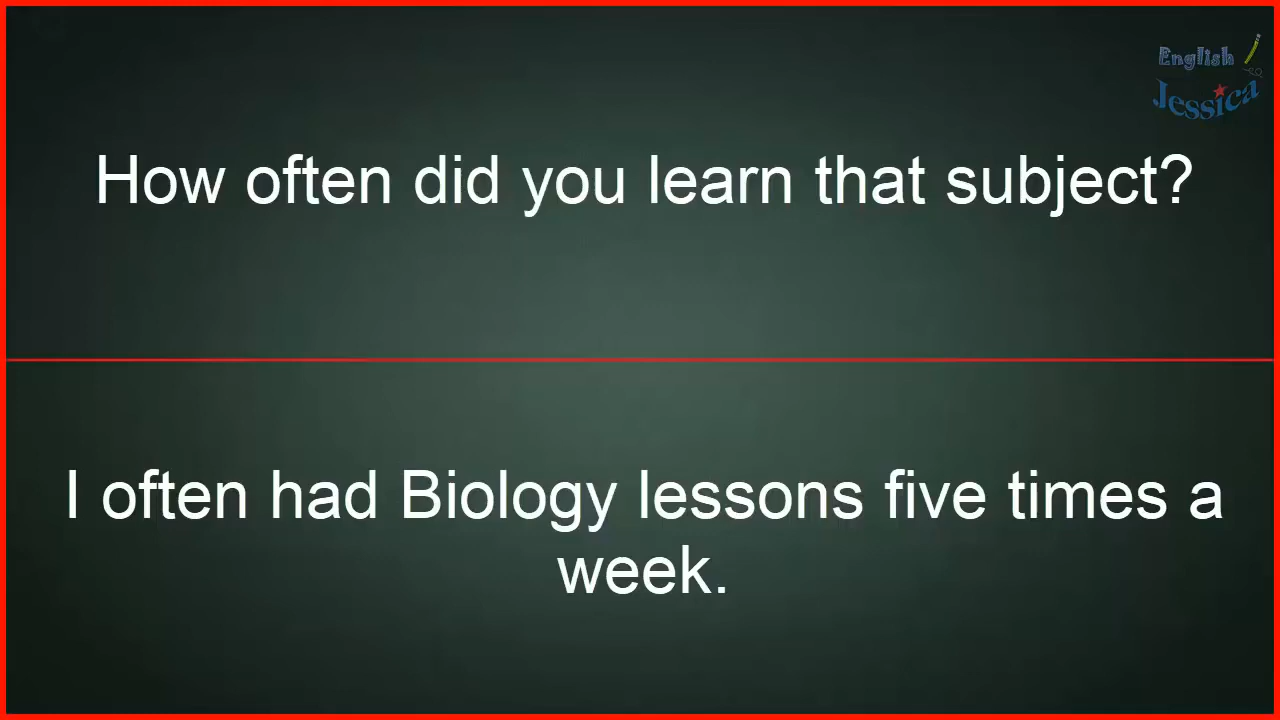 English
Jessica
How often did you learn that subject?
I often had Biology lessons five times a
week.